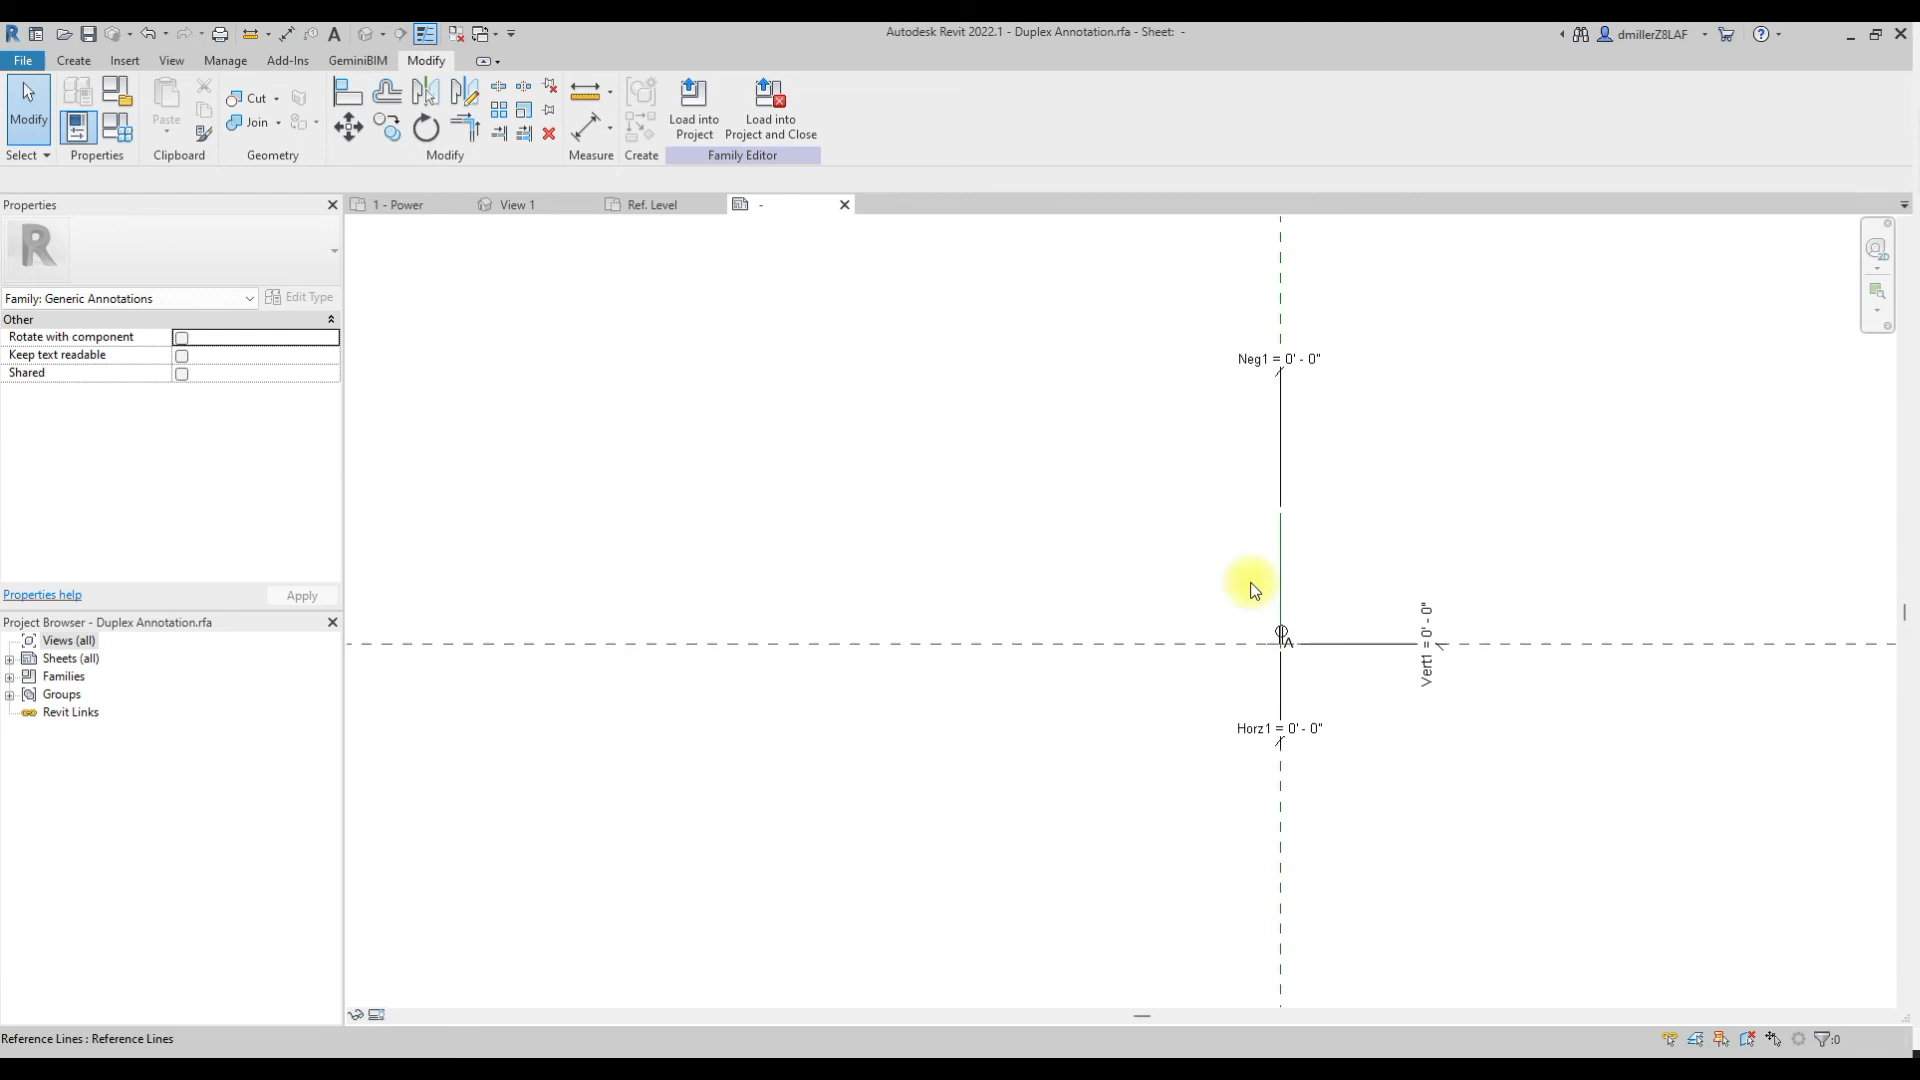 Autodesk Revit 2022.1 - Duplex Annotation.rfa - Sheet: -
dmillerZ8LAF
File Create Insert View Manage Add-Ins GeminiBIM Modify
Modify
Paste
Cut
Join
Load into Project
Load into Project and Close
Select Properties Clipboard Geometry Modify Measure Create Family Editor
Properties
1 - Power View 1 Ref. Level -
R
Family: Generic Annotations Edit Type
Other
Rotate with component
Keep text readable
Shared
Properties help Apply
Project Browser - Duplex Annotation.rfa
Views (all)
Sheets (all)
Families
Groups
Revit Links
Neg1 = 0' - 0"
A
Vert1 = 0' - 0"
Horz1 = 0' - 0"
Reference Lines : Reference Lines
:0